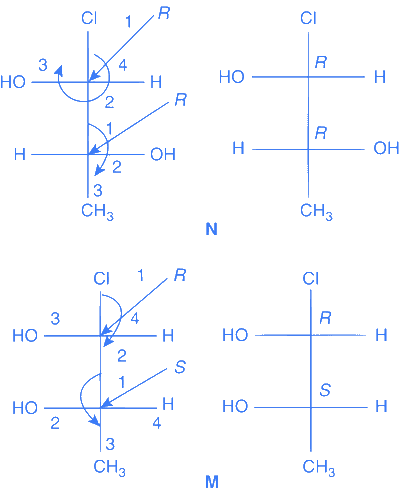 Cl 1 R Cl
3 4 R
HO H HO H
2 R
1 R
H OH H OH
2
3
CH3 CH3
N
Cl 1 R Cl
3 4 R
HO H HO H
2
1 S S
HO H HO H
2 4
3
CH3 CH3
M